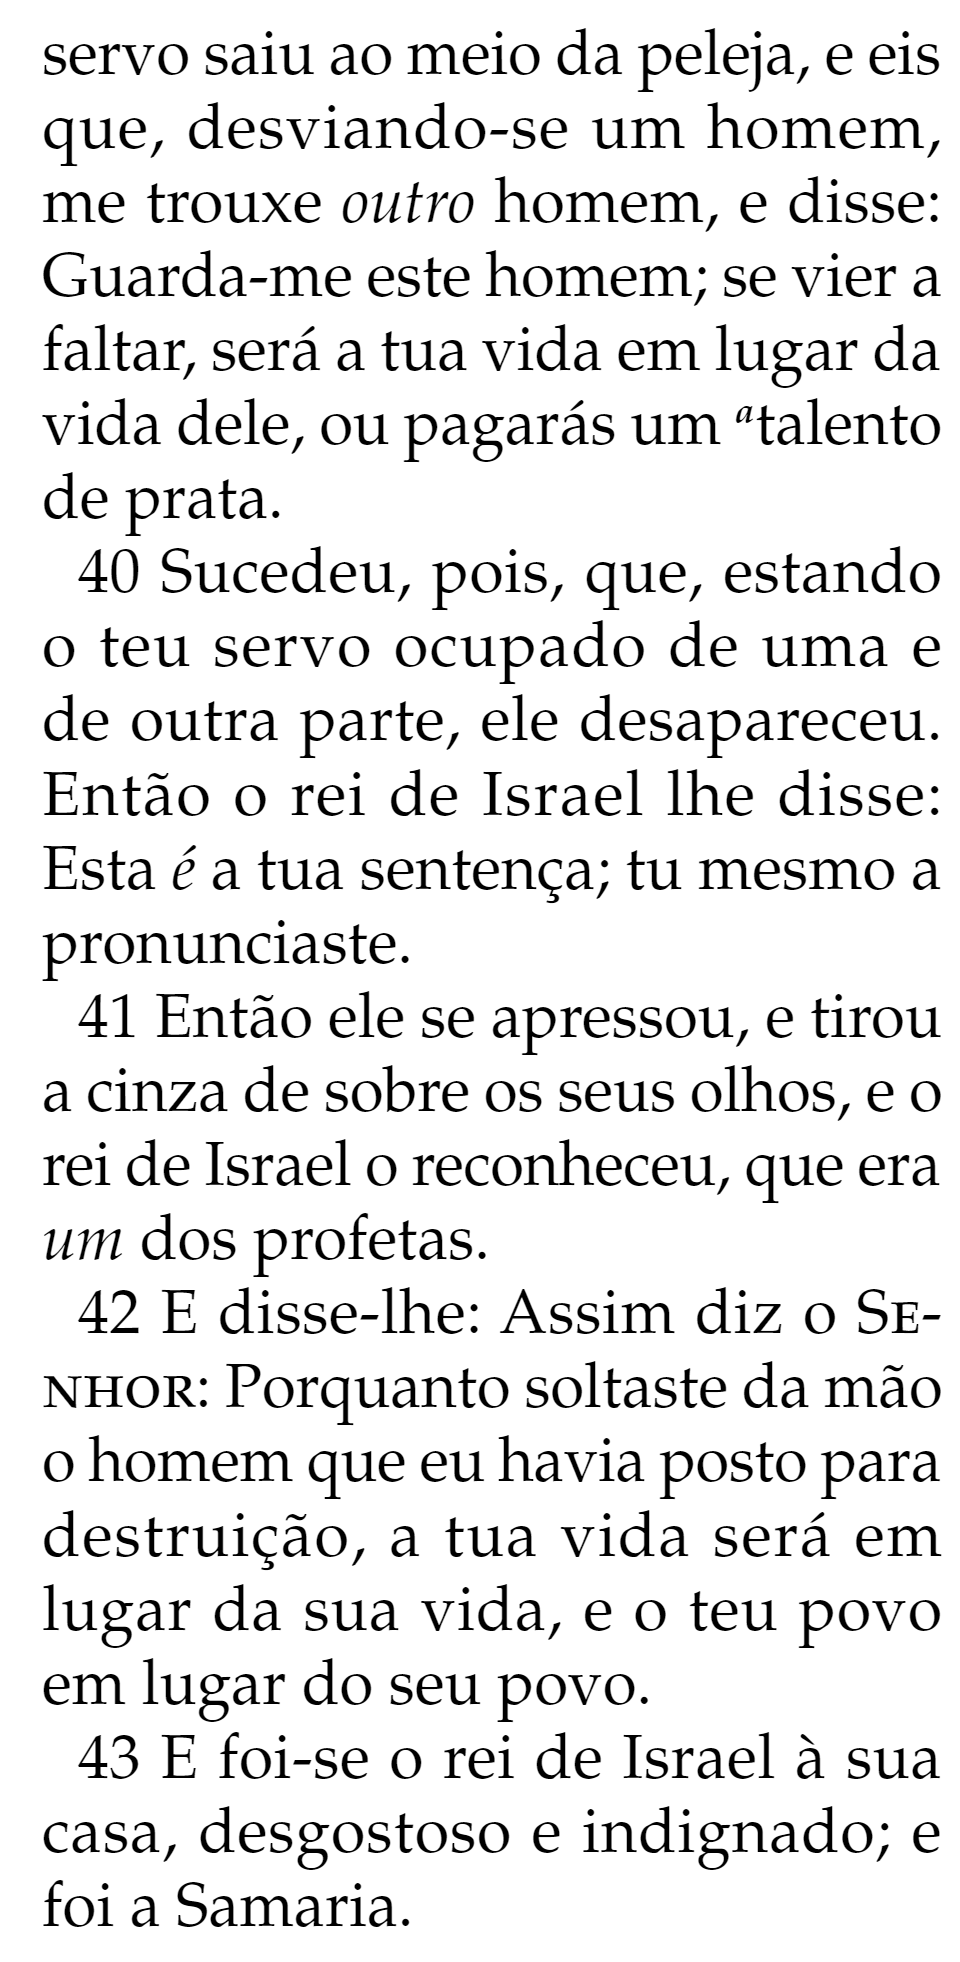 servo saiu ao meio da peleja, e eis
que, desviando-se um homem,
me trouxe outro homem, e disse:
Guarda-me este homem; se vier a
faltar, será a tua vida em lugar da
vida dele, ou pagarás um ᵃtalento
de prata.
40 Sucedeu, pois, que, estando
o teu servo ocupado de uma e
de outra parte, ele desapareceu.
Então o rei de Israel lhe disse:
Esta é a tua sentença; tu mesmo a
pronunciaste.
41 Então ele se apressou, e tirou
a cinza de sobre os seus olhos, e o
rei de Israel o reconheceu, que era
um dos profetas.
42 E disse-lhe: Assim diz o SE-
NHOR: Porquanto soltaste da mão
o homem que eu havia posto para
destruição, a tua vida será em
lugar da sua vida, e o teu povo
em lugar do seu povo.
43 E foi-se o rei de Israel à sua
casa, desgostoso e indignado; e
foi a Samaria.